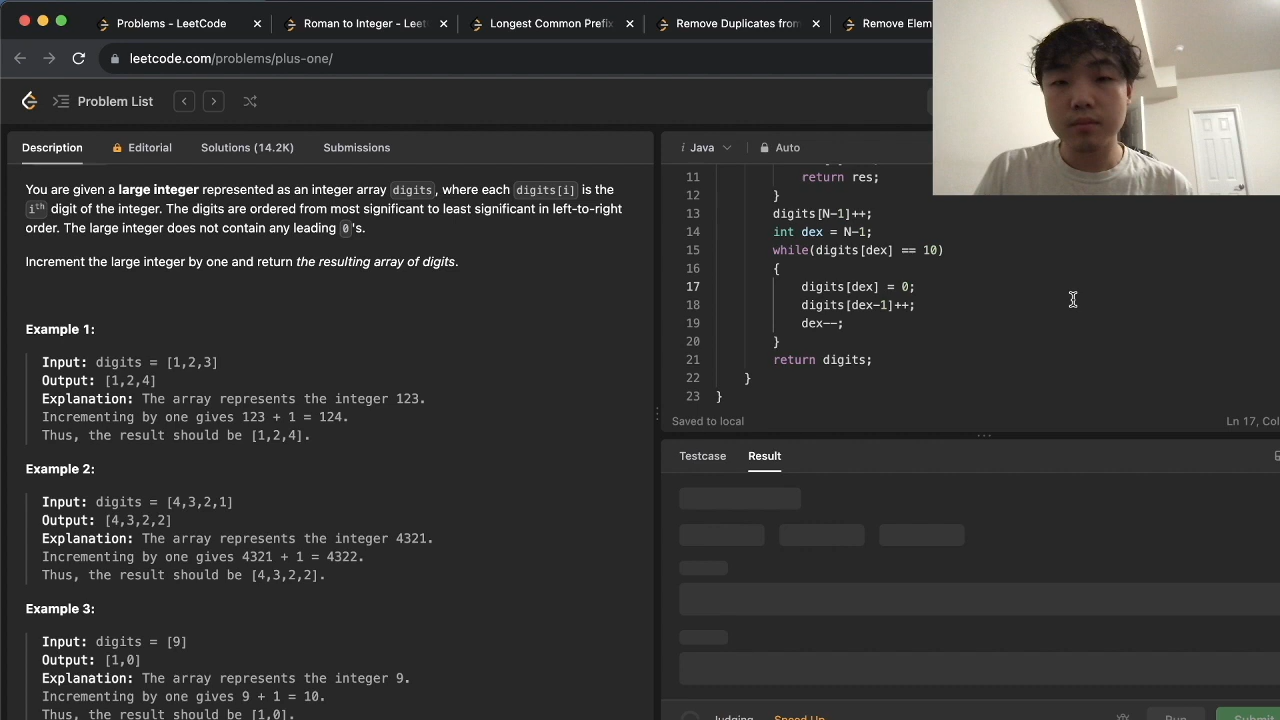 Problems - LeetCode
Roman to Integer - Leet
Longest Common Prefix
Remove Duplicates from
Remove Elem
leetcode.com/problems/plus-one/
Problem List
Description
Editorial
Solutions (14.2K)
Submissions
You are given a large integer represented as an integer array digits, where each digits[i] is the
ith digit of the integer. The digits are ordered from most significant to least significant in left-to-right
order. The large integer does not contain any leading 0's.
Increment the large integer by one and return the resulting array of digits.
Example 1:
Input: digits = [1,2,3]
Output: [1,2,4]
Explanation: The array represents the integer 123.
Incrementing by one gives 123 + 1 = 124.
Thus, the result should be [1,2,4].
Example 2:
Input: digits = [4,3,2,1]
Output: [4,3,2,2]
Explanation: The array represents the integer 4321.
Incrementing by one gives 4321 + 1 = 4322.
Thus, the result should be [4,3,2,2].
Example 3:
Input: digits = [9]
Output: [1,0]
Explanation: The array represents the integer 9.
Incrementing by one gives 9 + 1 = 10.
Thus, the result should be [1,0].
i Java
Auto
11 return res;
12 }
13 digits[N-1]++;
14 int dex = N-1;
15 while(digits[dex] == 10)
16 {
17 digits[dex] = 0;
18 digits[dex-1]++;
19 dex--;
20 }
21 return digits;
22 }
23 }
Saved to local
Ln 17, Col
Testcase
Result
Judging
Speed Up
Run
Submit